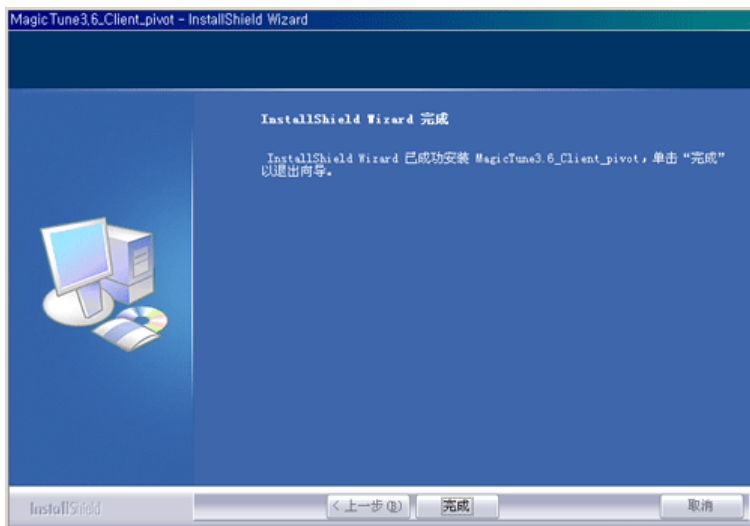 MagicTune3,6_Client_pivot - InstallShield Wizard
InstallShield Wizard 完成
InstallShield Wizard 已成功安装 MagicTune3.6_Client_pivot，单击“完成”
以退出向导。
InstallShield
< 上一步(B)
完成
取消